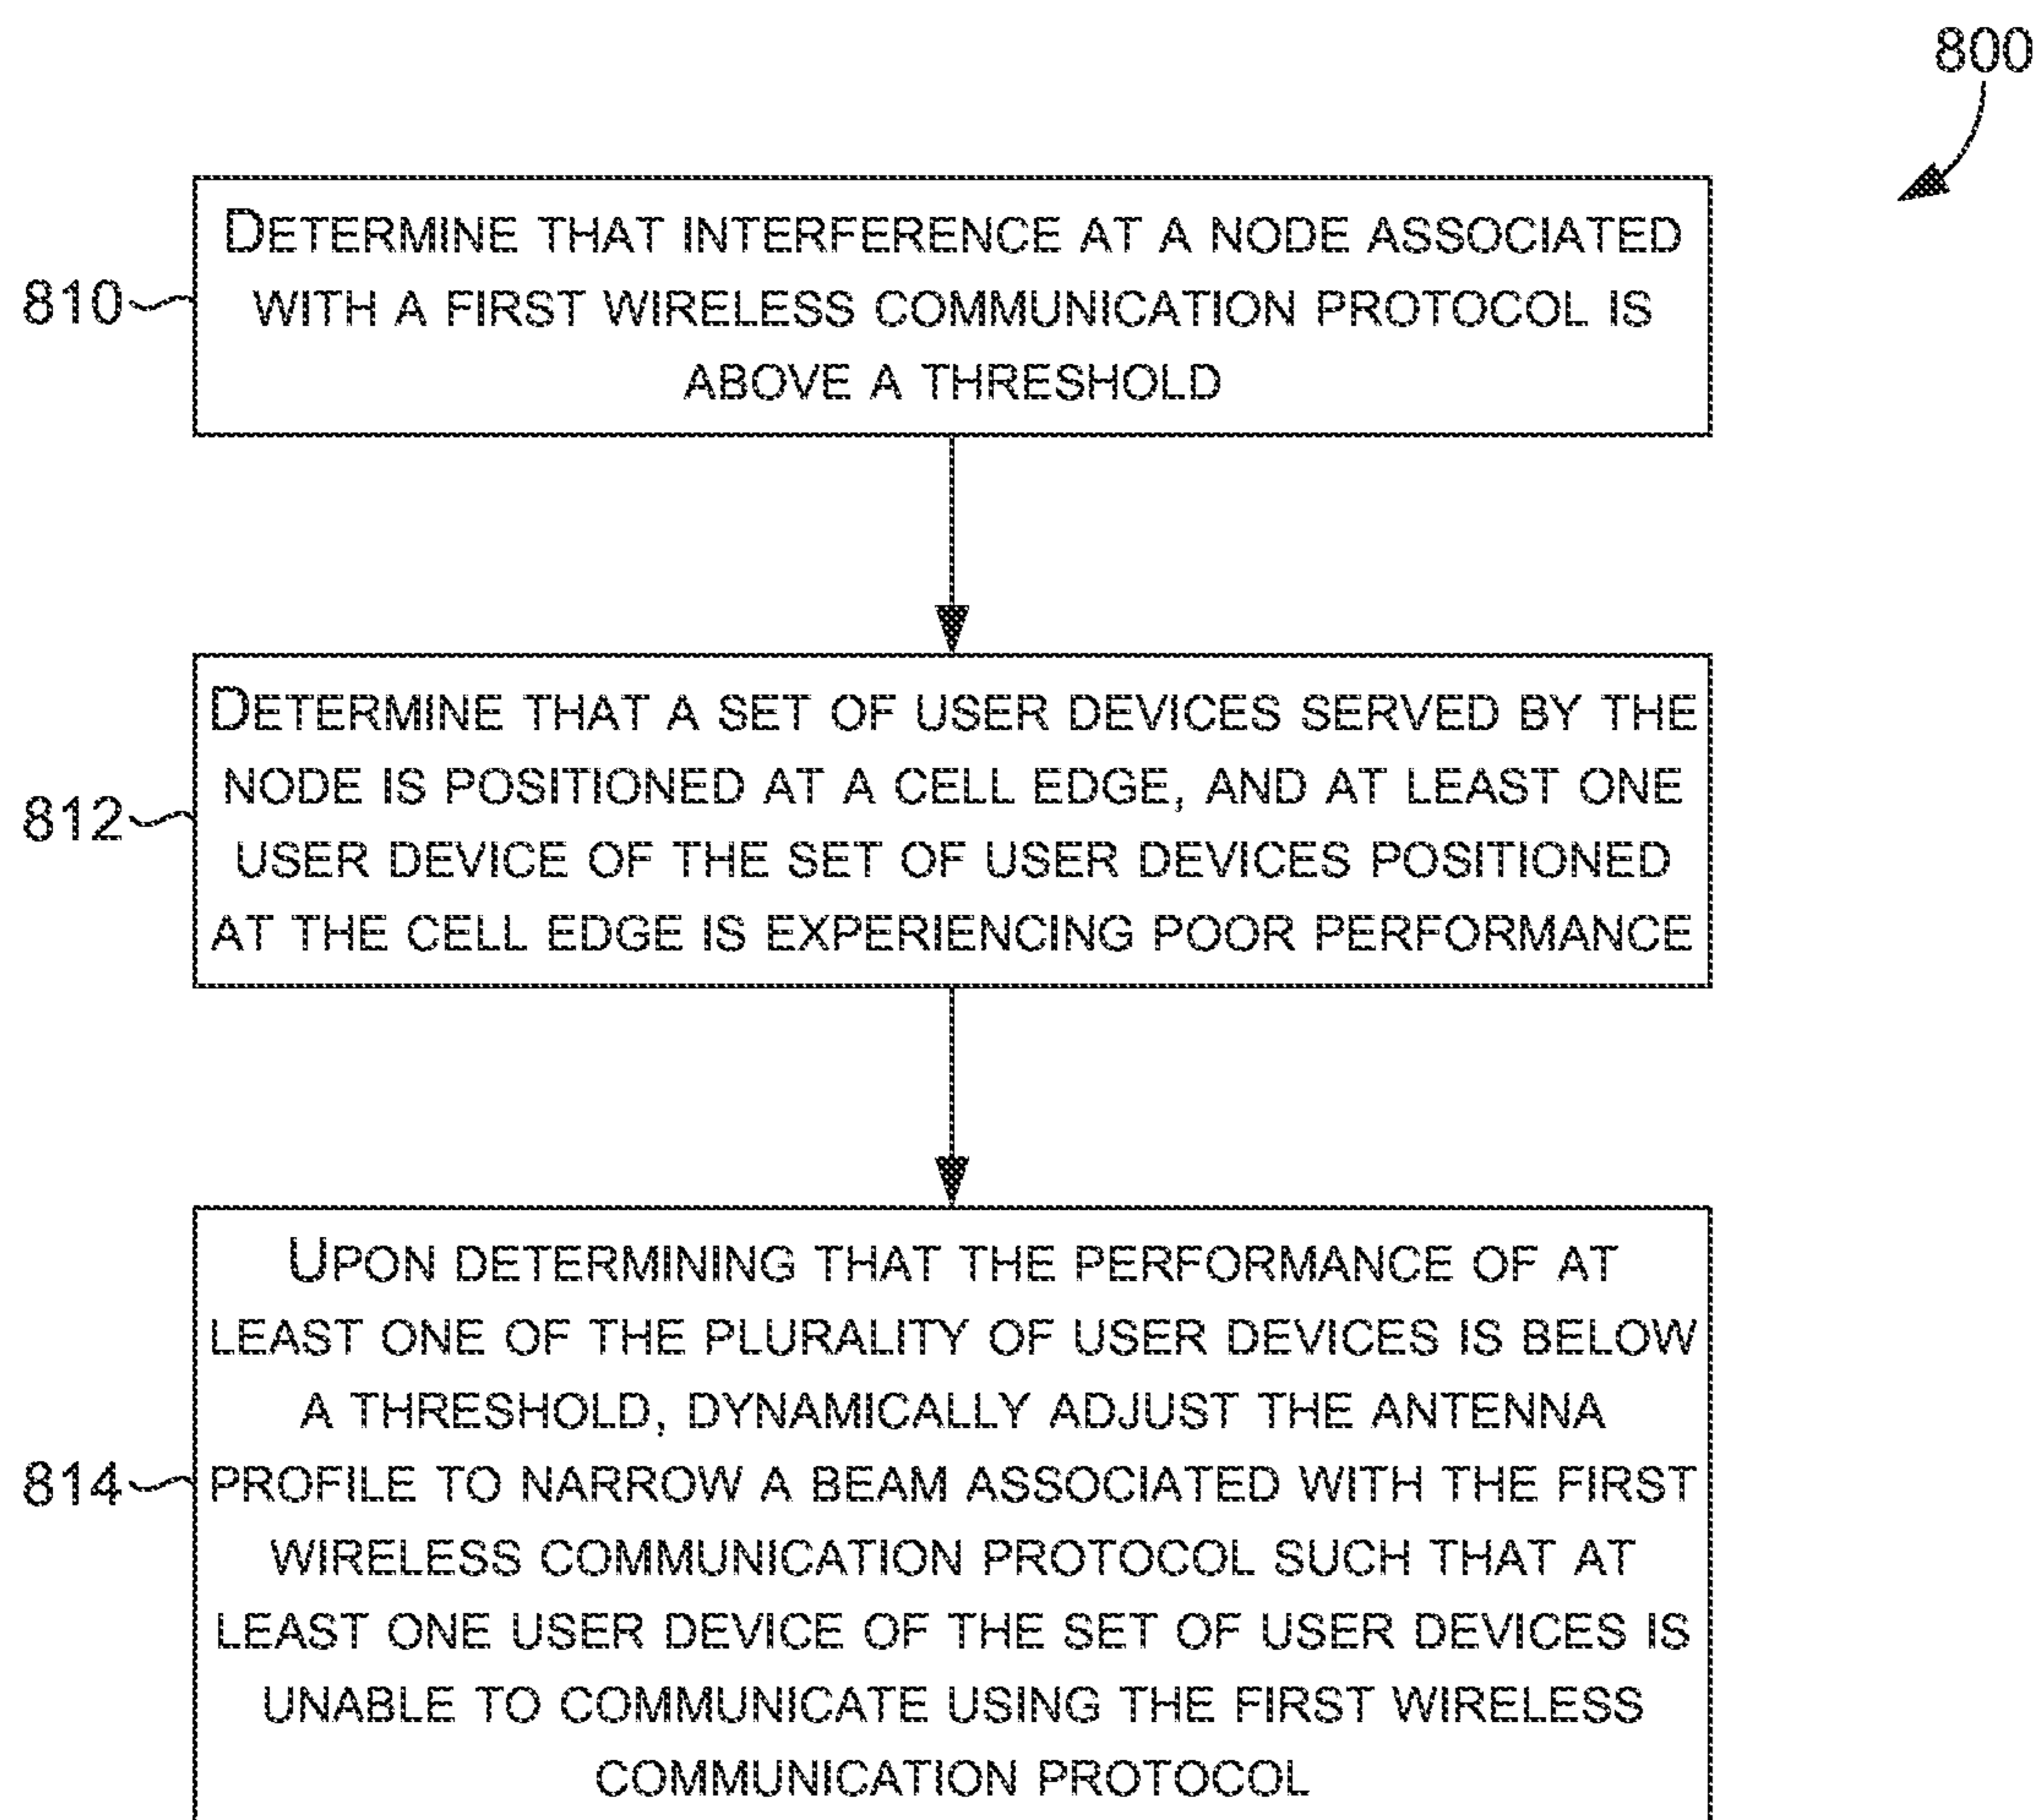 800
810
DETERMINE THAT INTERFERENCE AT A NODE ASSOCIATED
WITH A FIRST WIRELESS COMMUNICATION PROTOCOL IS
ABOVE A THRESHOLD
812
DETERMINE THAT A SET OF USER DEVICES SERVED BY THE
NODE IS POSITIONED AT A CELL EDGE, AND AT LEAST ONE
USER DEVICE OF THE SET OF USER DEVICES POSITIONED
AT THE CELL EDGE IS EXPERIENCING POOR PERFORMANCE
814
UPON DETERMINING THAT THE PERFORMANCE OF AT
LEAST ONE OF THE PLURALITY OF USER DEVICES IS BELOW
A THRESHOLD, DYNAMICALLY ADJUST THE ANTENNA
PROFILE TO NARROW A BEAM ASSOCIATED WITH THE FIRST
WIRELESS COMMUNICATION PROTOCOL SUCH THAT AT
LEAST ONE USER DEVICE OF THE SET OF USER DEVICES IS
UNABLE TO COMMUNICATE USING THE FIRST WIRELESS
COMMUNICATION PROTOCOL